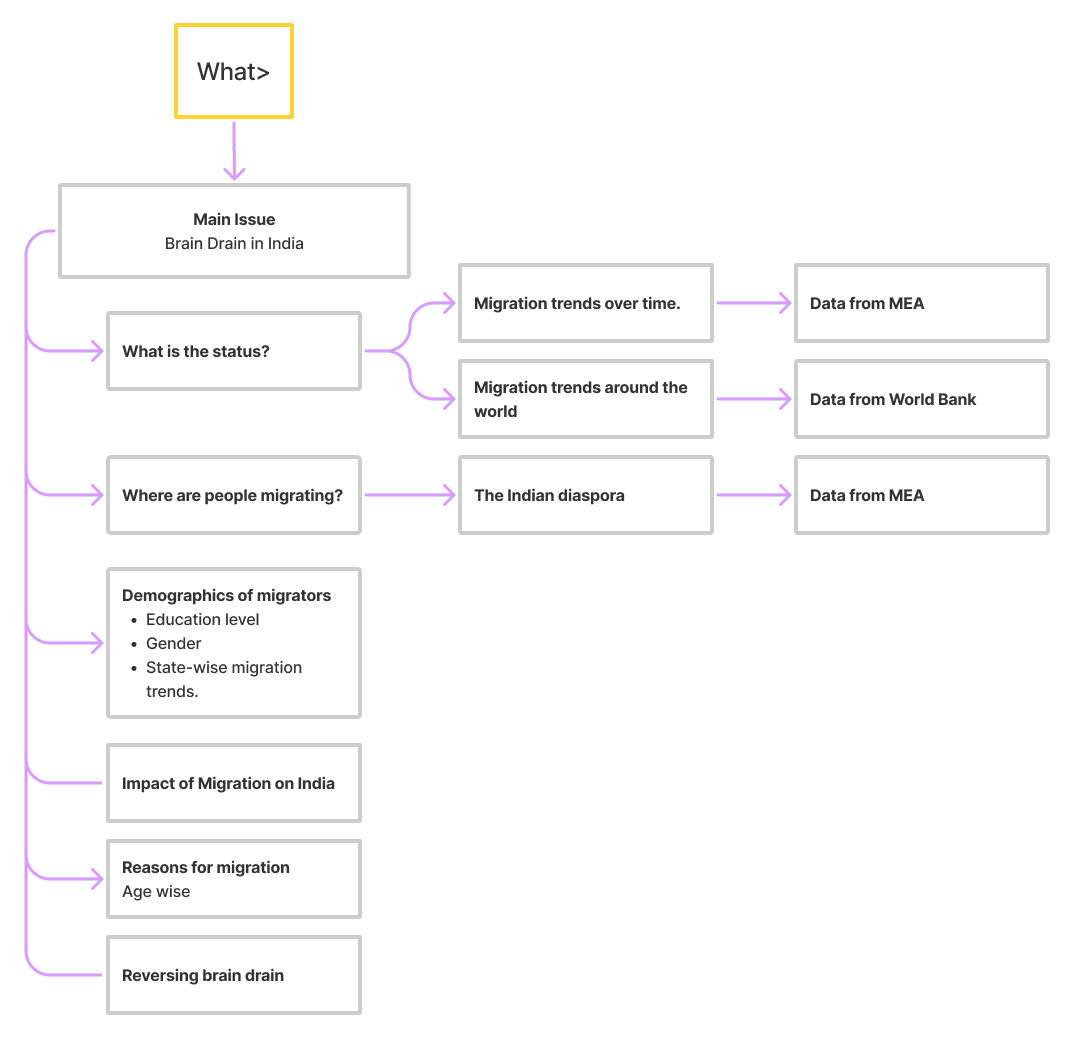 What>
Main Issue
Brain Drain in India
What is the status?
Migration trends over time.
Data from MEA
Migration trends around the
world
Data from World Bank
Where are people migrating?
The Indian diaspora
Data from MEA
Demographics of migrators
• Education level
• Gender
• State-wise migration
trends.
Impact of Migration on India
Reasons for migration
Age wise
Reversing brain drain